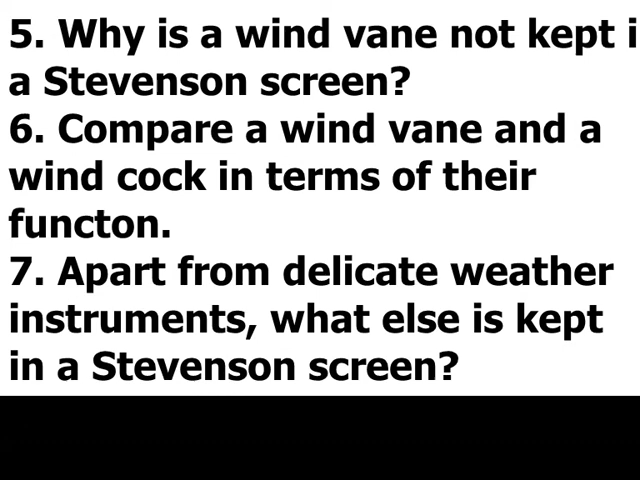 5. Why is a wind vane not kept i
a Stevenson screen?
6. Compare a wind vane and a
wind cock in terms of their
functon.
7. Apart from delicate weather
instruments, what else is kept
in a Stevenson screen?